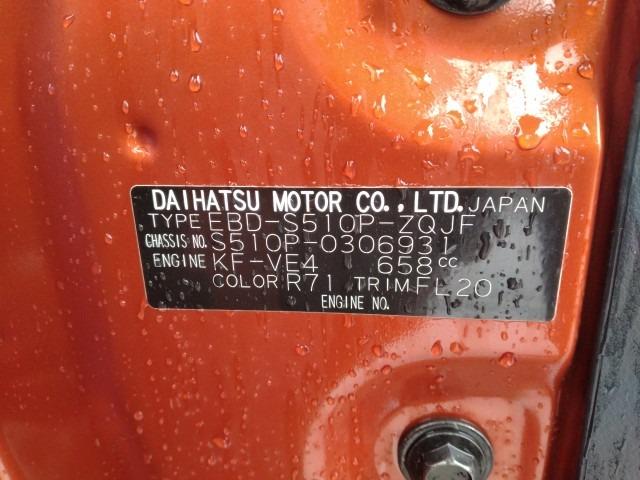 DAIHATSU MOTOR CO.,LTD. JAPAN
TYPE EBD-S510P-ZQJF
CHASSIS NO. S510P-0306931
ENGINE KF-VE4 658cc
COLOR R71 TRIM FL20
ENGINE NO.